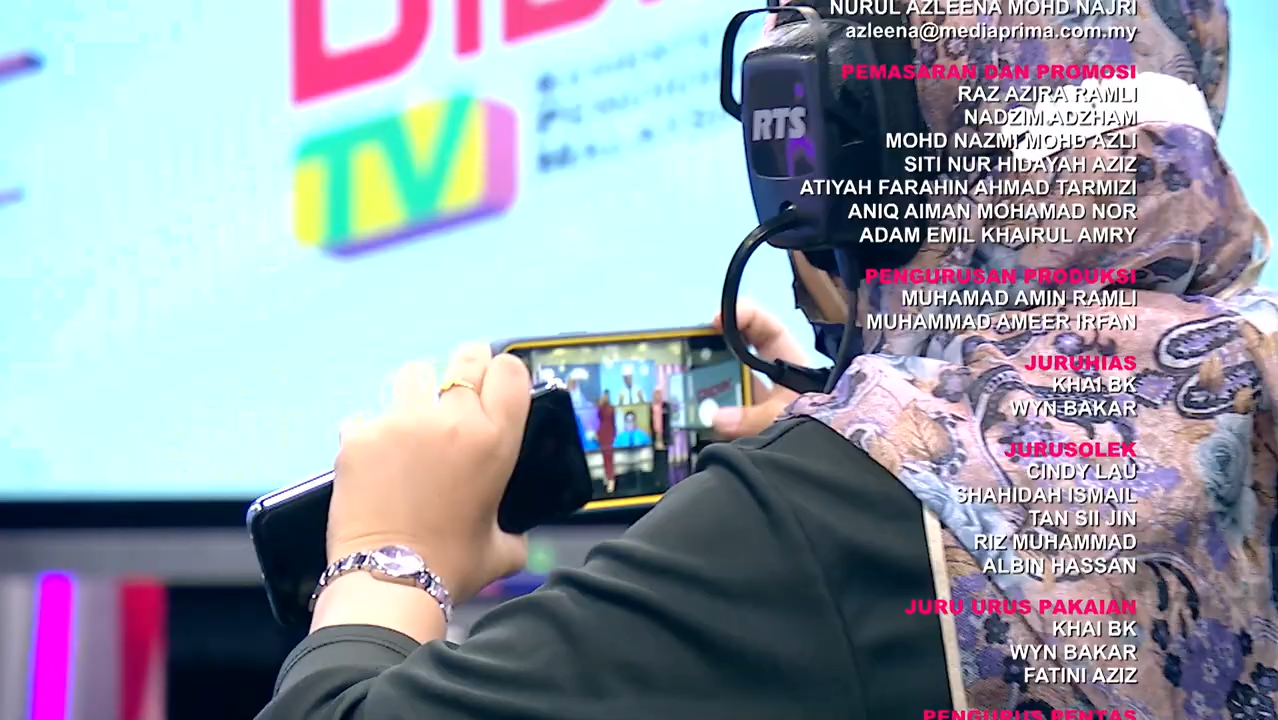 NURUL AZLEENA MOHD NAJRI
azleena@mediaprima.com.my
PEMASARAN DAN PROMOSI
RAZ AZIRA RAMLI
NADZIM ADZHAM
MOHD NAZMI MOHD AZLI
SITI NUR HIDAYAH AZIZ
ATIYAH FARAHIN AHMAD TARMIZI
ANIQ AIMAN MOHAMAD NOR
ADAM EMIL KHAIRUL AMRY
PENGURUSAN PRODUKSI
MUHAMAD AMIN RAMLI
MUHAMMAD AMEER IRFAN
JURUHIAS
KHAI BK
WYN BAKAR
JURUSOLEK
CINDY LAU
SHAHIDAH ISMAIL
TAN SII JIN
RIZ MUHAMMAD
ALBIN HASSAN
JURU URUS PAKAIAN
KHAI BK
WYN BAKAR
FATINI AZIZ
PENGURUS PENTAS
RTS
TV